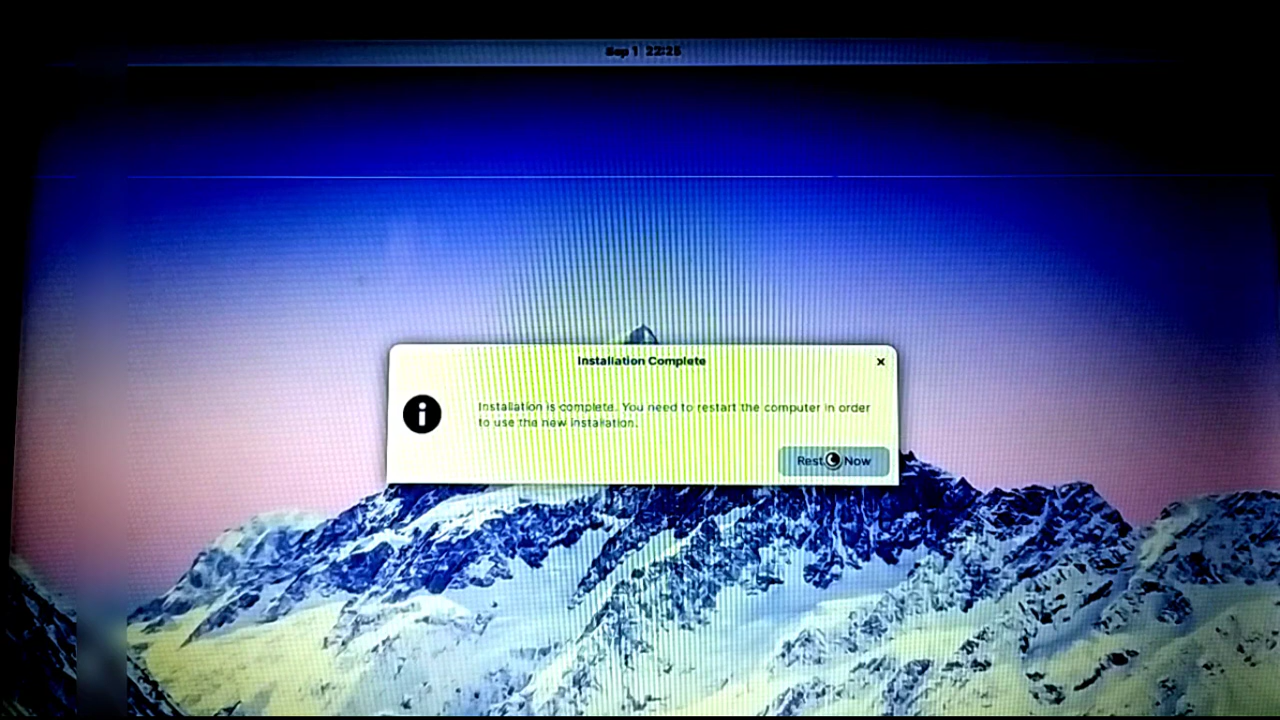 Sep 1 22:25
Installation Complete
Installation is complete. You need to restart the computer in order
to use the new installation.
Rest Now